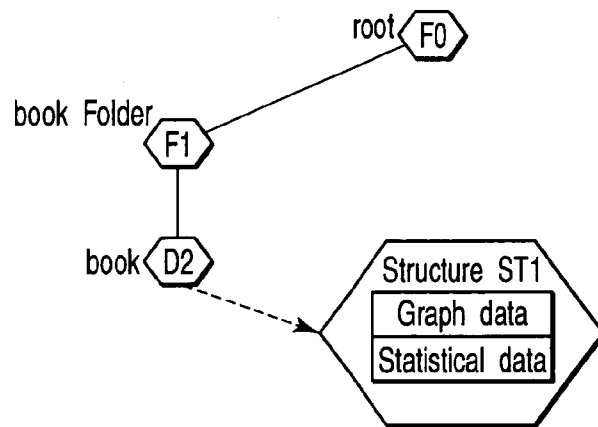 root F0
book Folder
F1
book D2
Structure ST1
Graph data
Statistical data